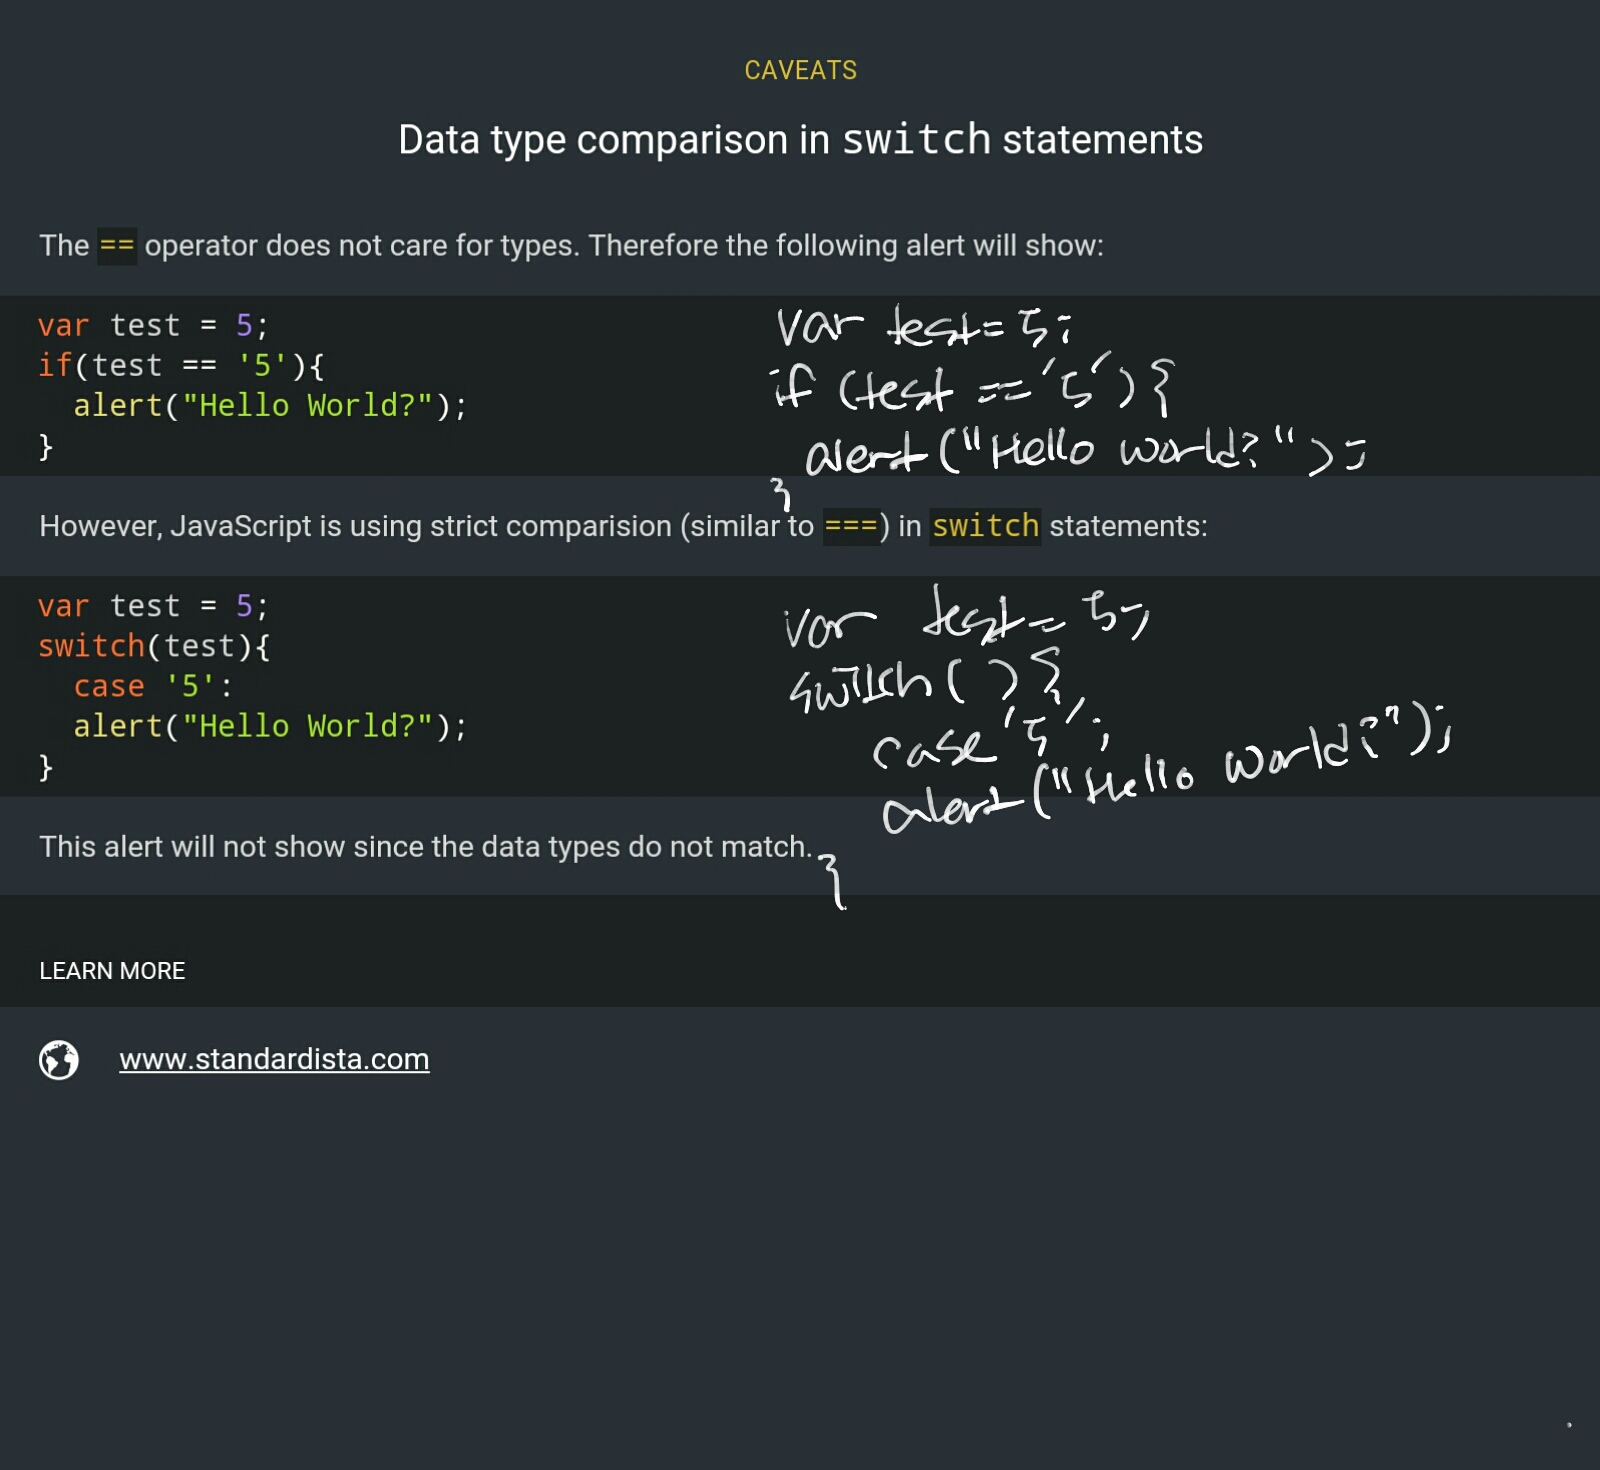 CAVEATS
Data type comparison in switch statements
The == operator does not care for types. Therefore the following alert will show:
var test = 5;
if(test == '5'){
  alert("Hello World?");
}
var test = 5;
if (test == '5') {
  alert("Hello world?");
}
However, JavaScript is using strict comparision (similar to ===) in switch statements:
var test = 5;
switch(test){
  case '5':
  alert("Hello World?");
}
var test = 5;
switch( ) {
  case '5';
  alert("Hello world?");
}
This alert will not show since the data types do not match.
LEARN MORE
www.standardista.com